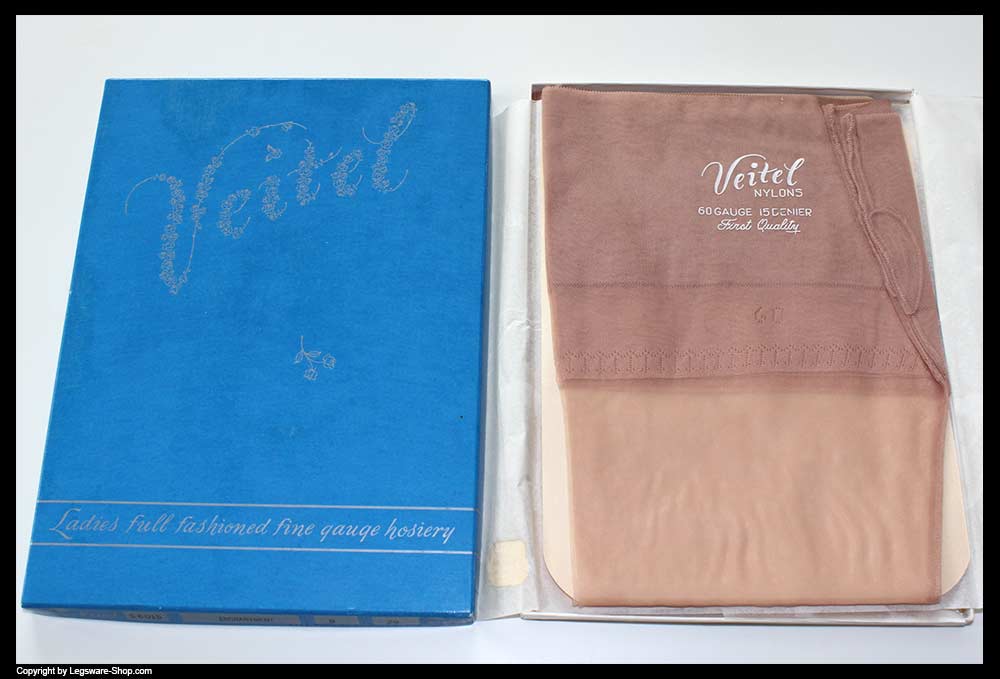 Veitel
Ladies full fashioned fine gauge hosiery
Veitel
NYLONS
60 GAUGE 15 DENIER
First Quality
60
Copyright by Legsware-Shop.com